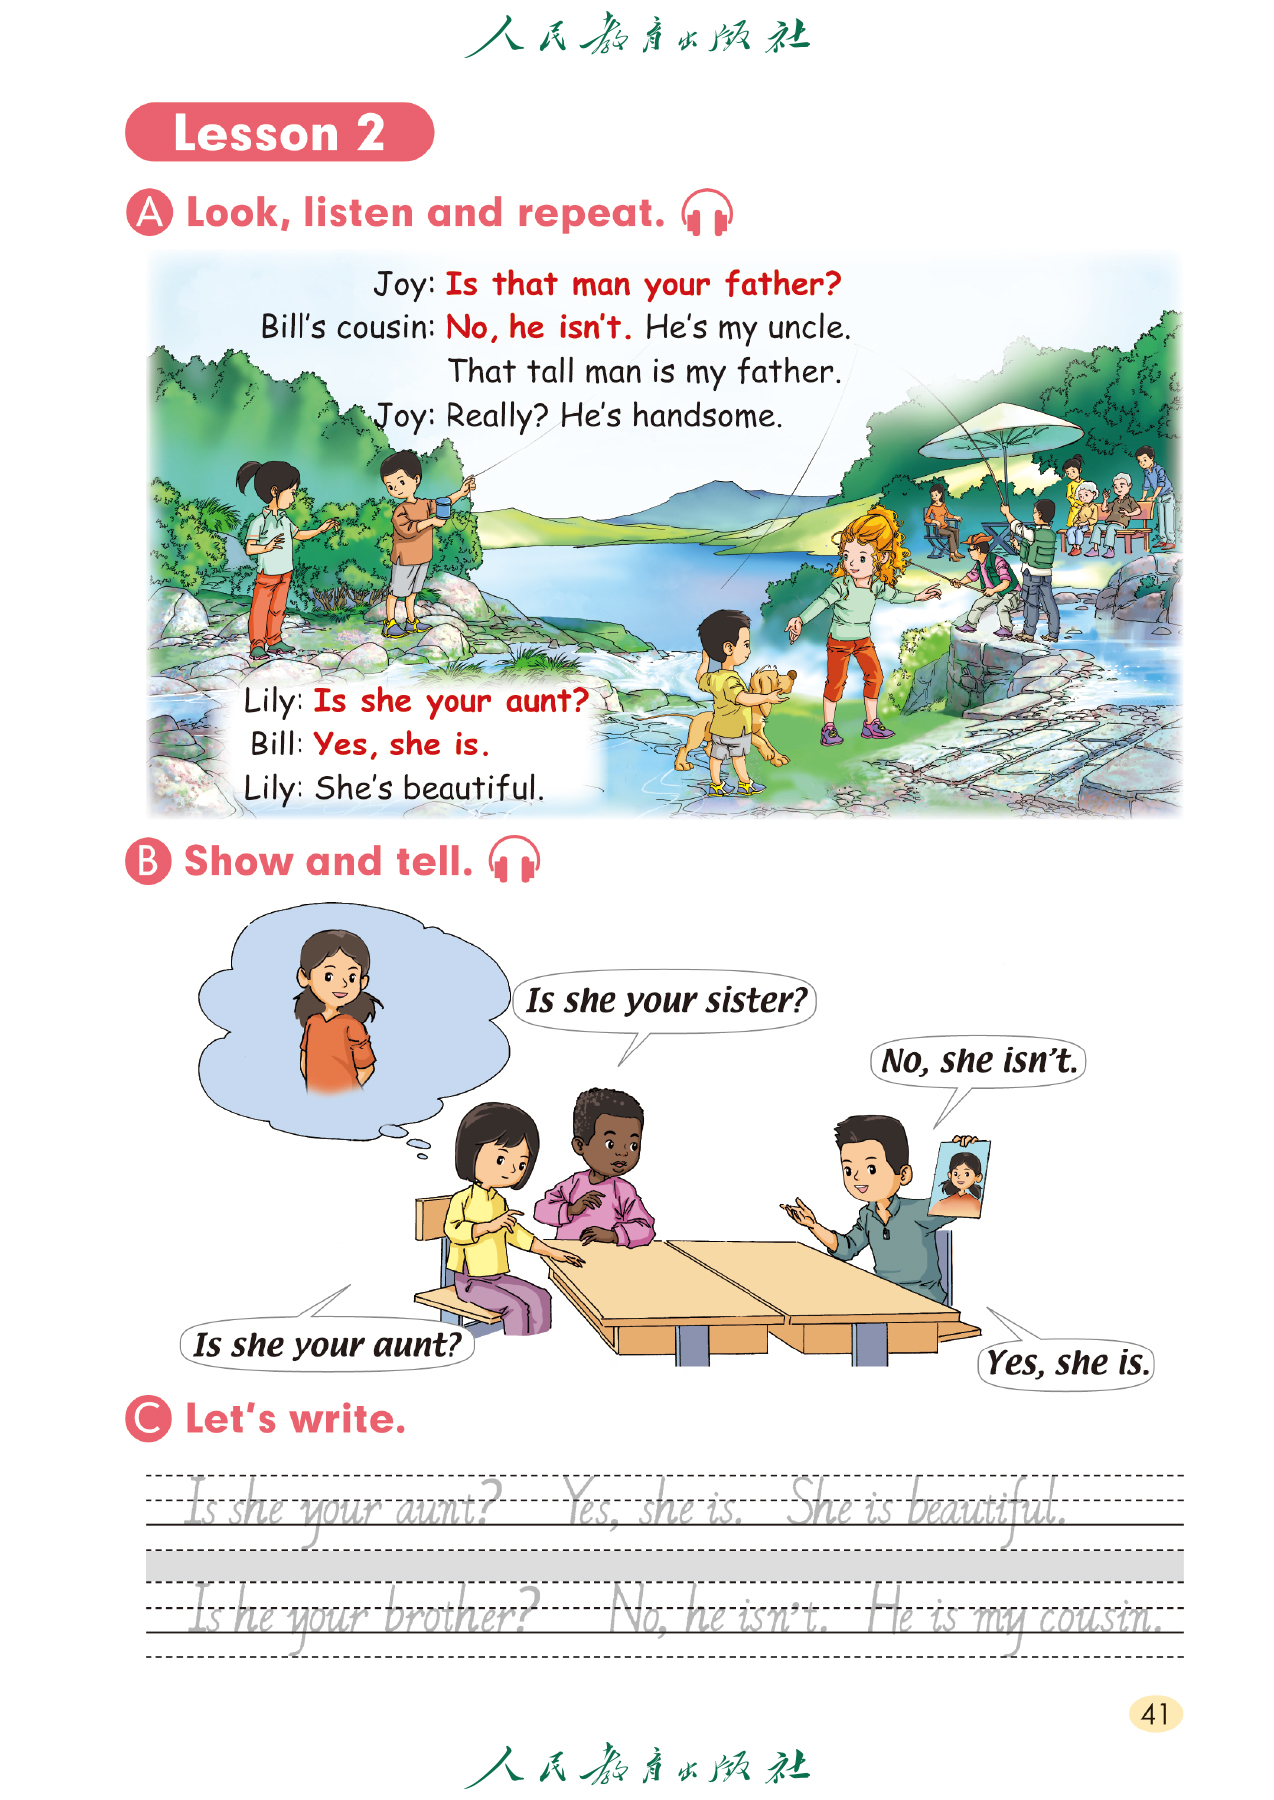 人民教育出版社
Lesson 2
A Look, listen and repeat.
Joy: Is that man your father?
Bill's cousin: No, he isn't. He's my uncle.
That tall man is my father.
Joy: Really? He's handsome.
Lily: Is she your aunt?
Bill: Yes, she is.
Lily: She's beautiful.
B Show and tell.
Is she your sister?
No, she isn't.
Is she your aunt?
Yes, she is.
C Let's write.
Is she your aunt? Yes, she is. She is beautiful.
Is he your brother? No, he isn't. He is my cousin.
41
人民教育出版社